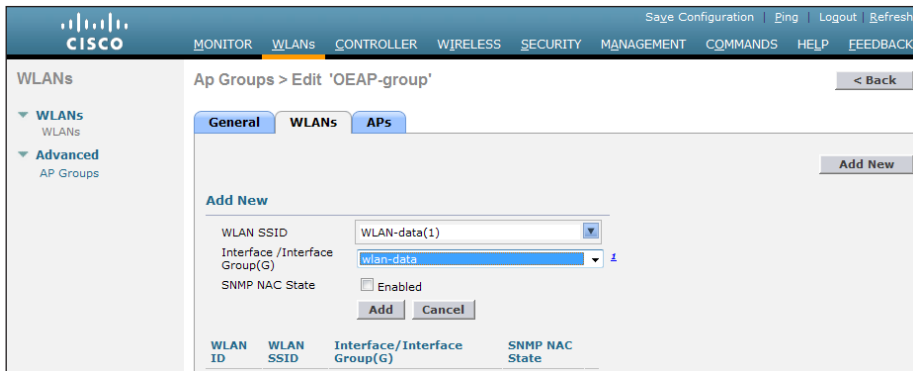 Save Configuration | Ping | Logout | Refresh
CISCO
MONITOR WLANs CONTROLLER WIRELESS SECURITY MANAGEMENT COMMANDS HELP FEEDBACK
WLANs
WLANs
WLANs
Advanced
AP Groups
Ap Groups > Edit 'OEAP-group'
< Back
General WLANs APs
Add New
Add New
WLAN SSID WLAN-data(1)
Interface /Interface
Group(G) wlan-data 1
SNMP NAC State Enabled
Add Cancel
WLAN WLAN Interface/Interface SNMP NAC
ID SSID Group(G) State